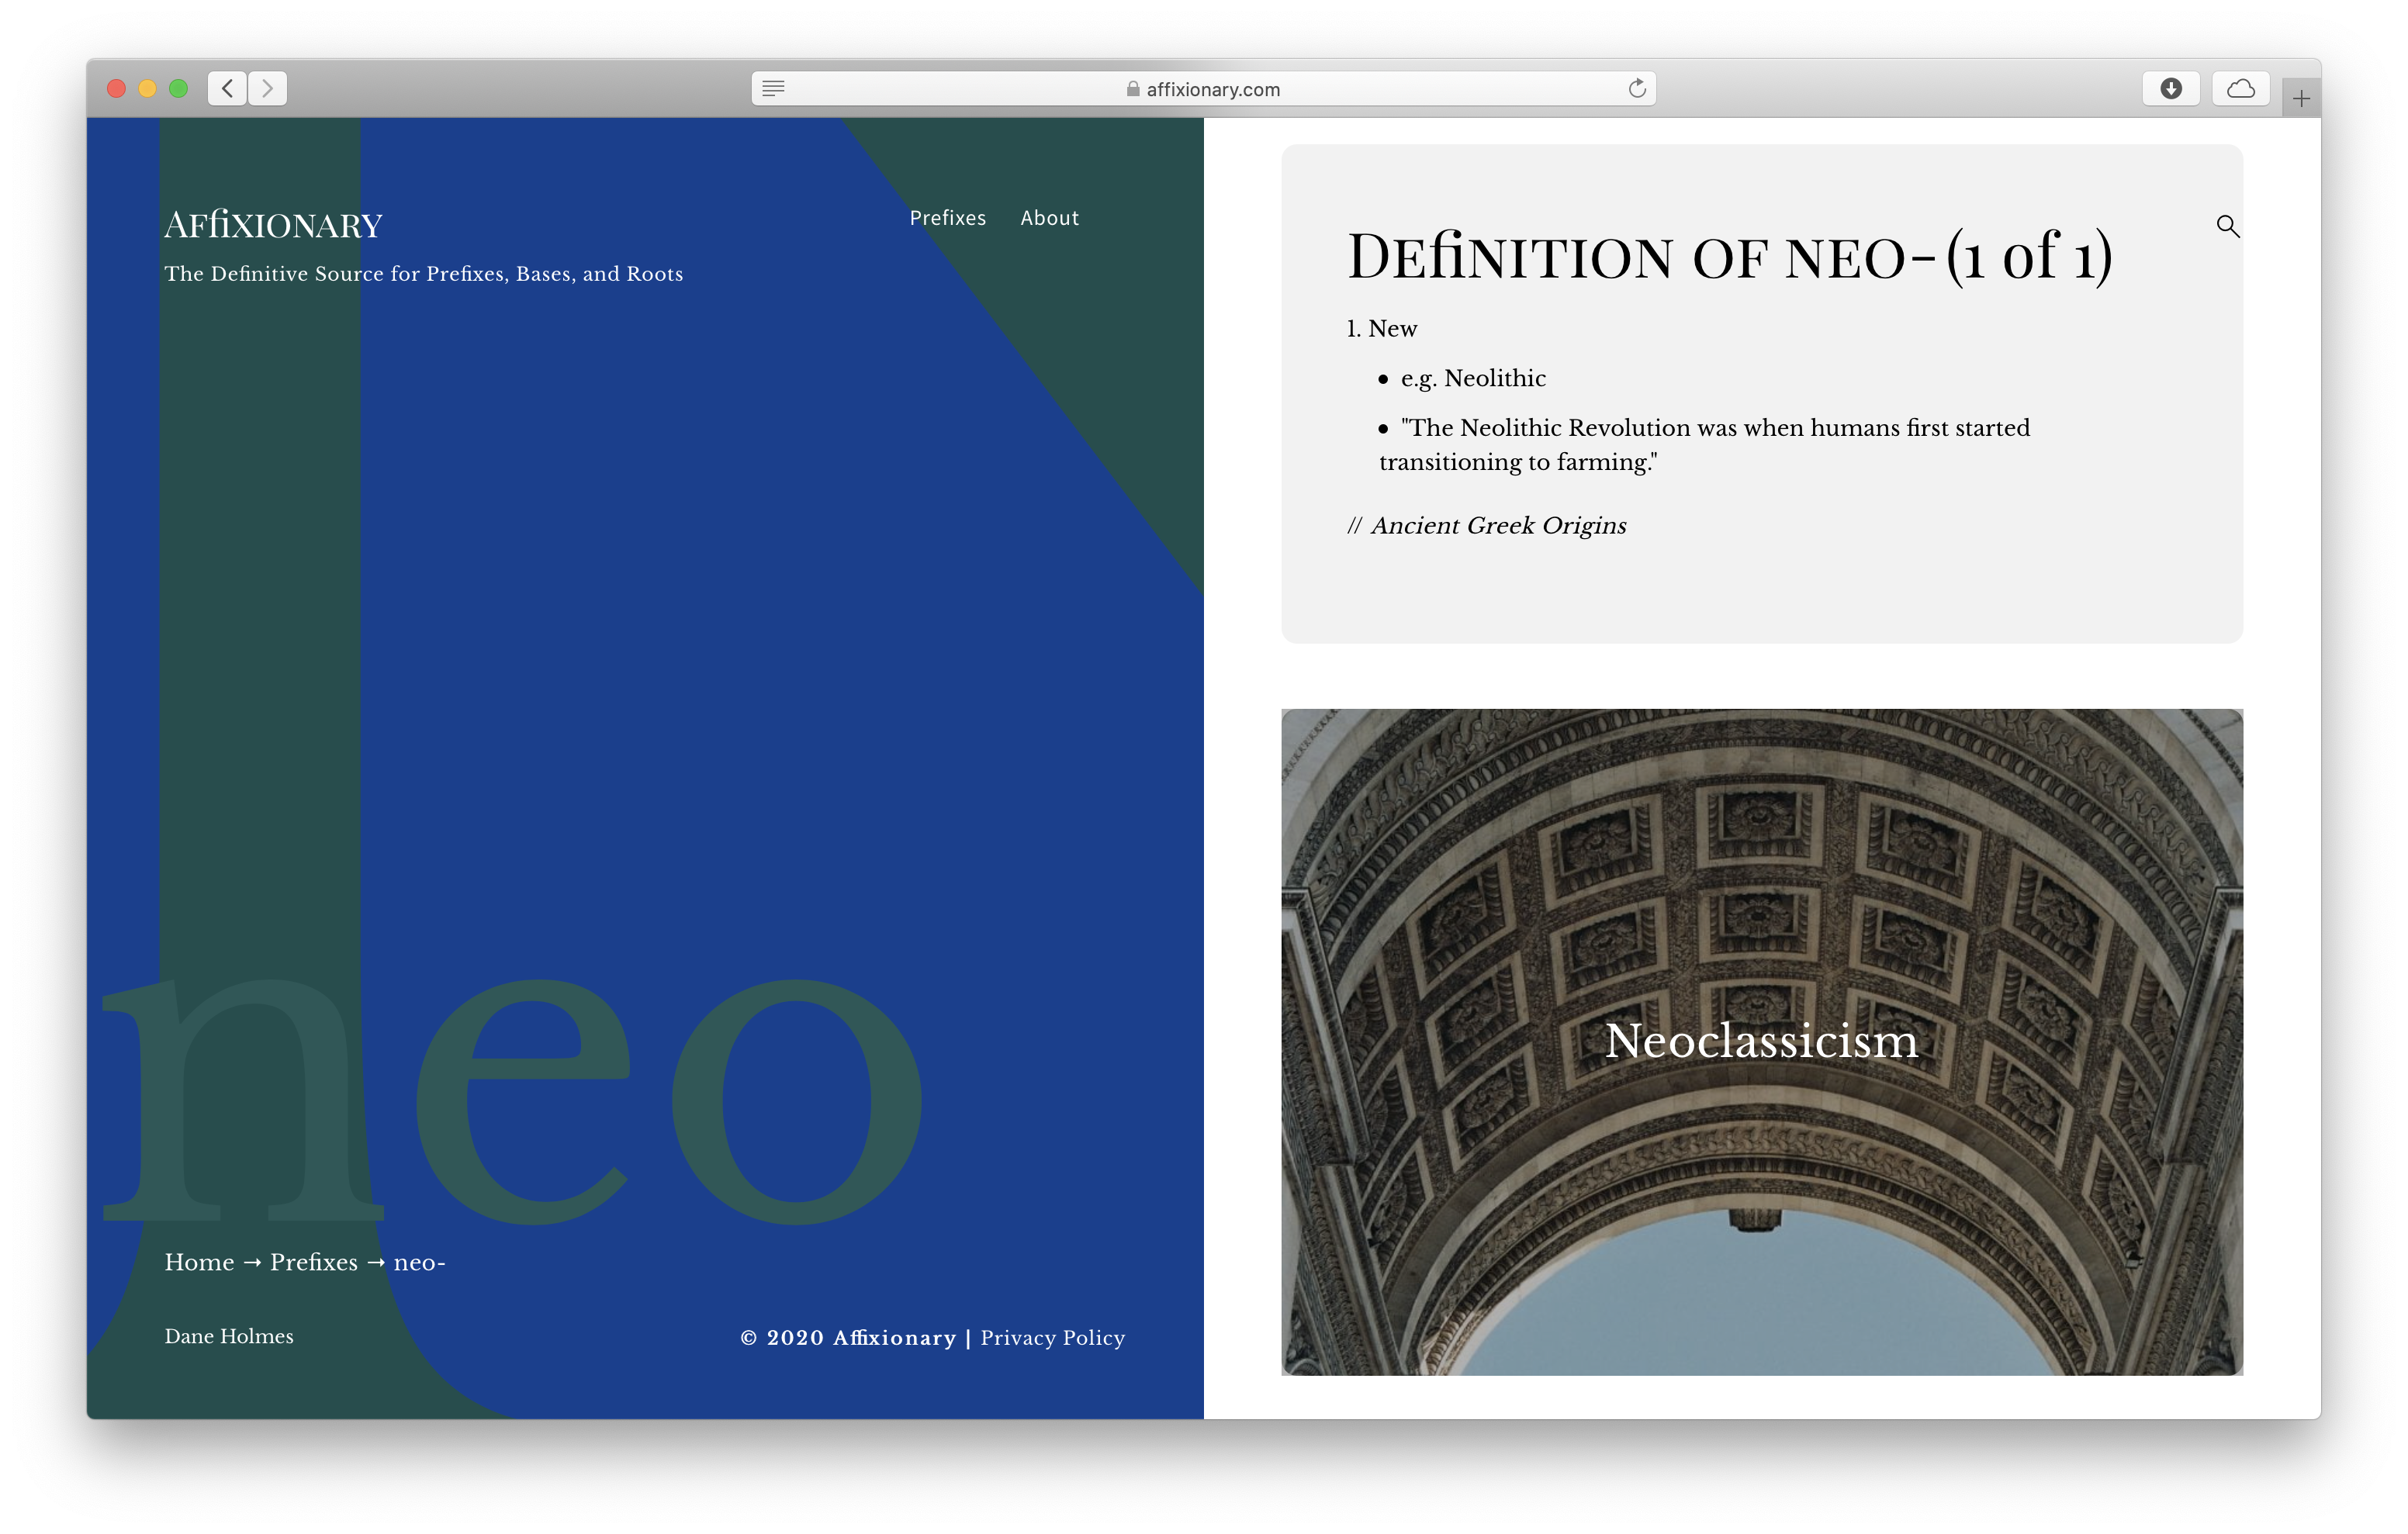 affixionary.com
Affixionary
The Definitive Source for Prefixes, Bases, and Roots
Prefixes About
neo
Home → Prefixes → neo-
Dane Holmes
© 2020 Affixionary | Privacy Policy
Definition of neo- (1 of 1)
1. New
• e.g. Neolithic
• "The Neolithic Revolution was when humans first started
transitioning to farming."
// Ancient Greek Origins
Neoclassicism